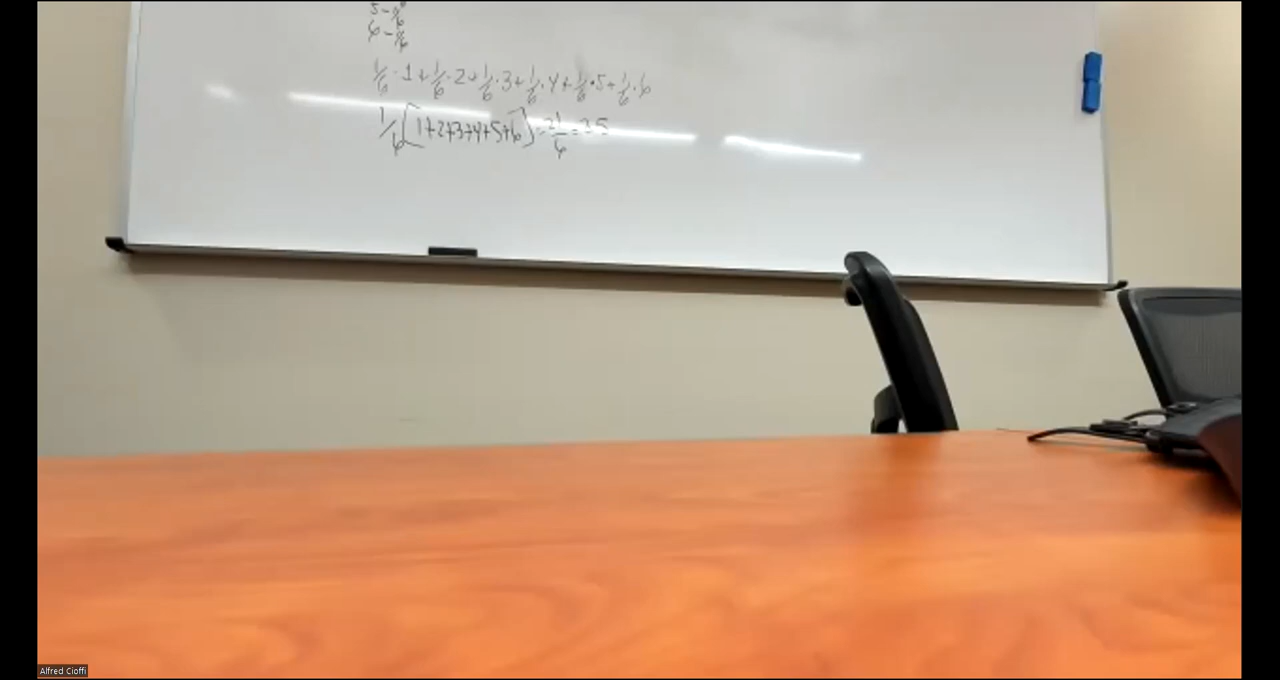 5 - 1/6
6 - 1/6
1/6 · 1 + 1/6 · 2 + 1/6 · 3 + 1/6 · 4 + 1/6 · 5 + 1/6 · 6
1/6 [1+2+3+4+5+6] = 21/6 = 3.5
Alfred Cioffi